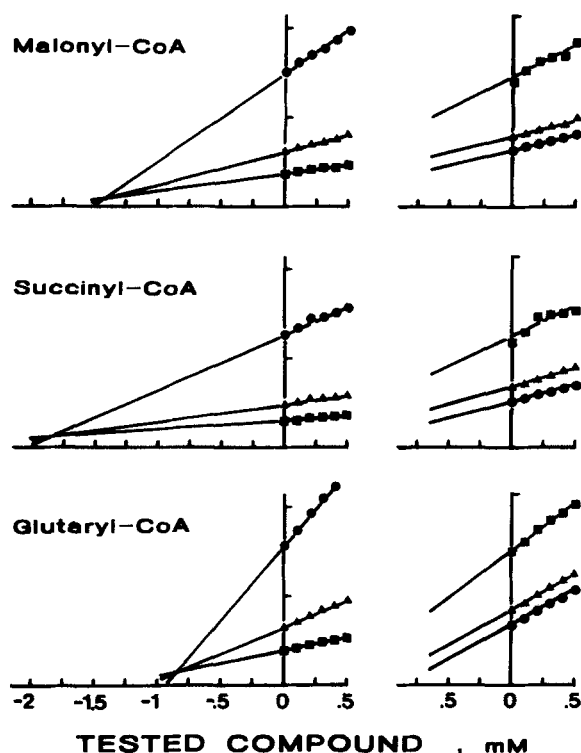 Malonyl-CoA
Succinyl-CoA
Glutaryl-CoA
-2 -1.5 -1 -.5 0 .5
.5 0 .5
TESTED COMPOUND , mM